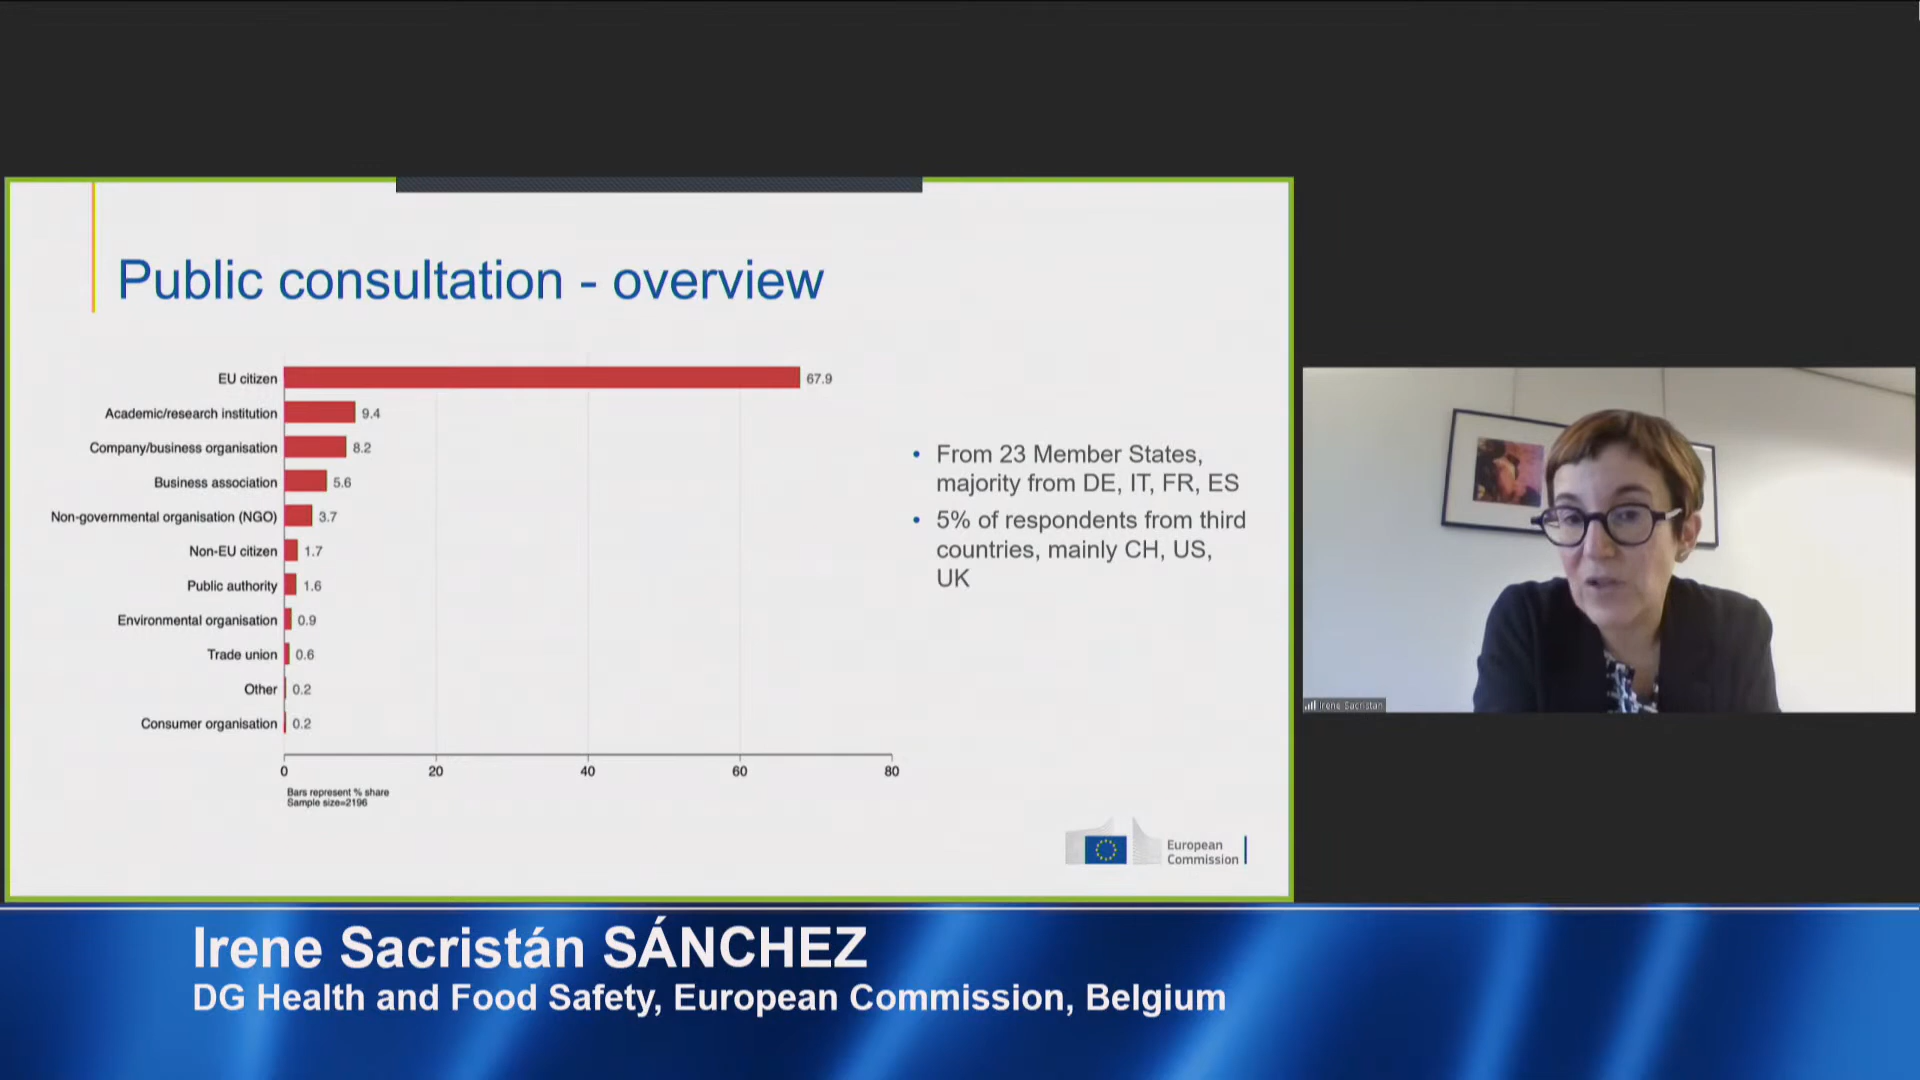 Public consultation - overview
EU citizen 67.9
Academic/research institution 9.4
Company/business organisation 8.2
Business association 5.6
Non-governmental organisation (NGO) 3.7
Non-EU citizen 1.7
Public authority 1.6
Environmental organisation 0.9
Trade union 0.6
Other 0.2
Consumer organisation 0.2
0 20 40 60 80
Bars represent % share
Sample size=2196
• From 23 Member States,
majority from DE, IT, FR, ES
• 5% of respondents from third
countries, mainly CH, US,
UK
European
Commission
Irene Sacristan
Irene Sacristán SÁNCHEZ
DG Health and Food Safety, European Commission, Belgium